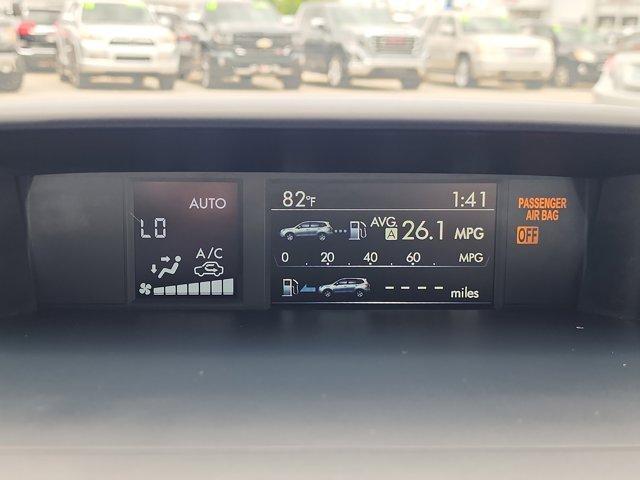 AUTO
LO
A/C
82°F 1:41
AVG.
A 26.1 MPG
0 20 40 60 MPG
---- miles
PASSENGER
AIR BAG
OFF